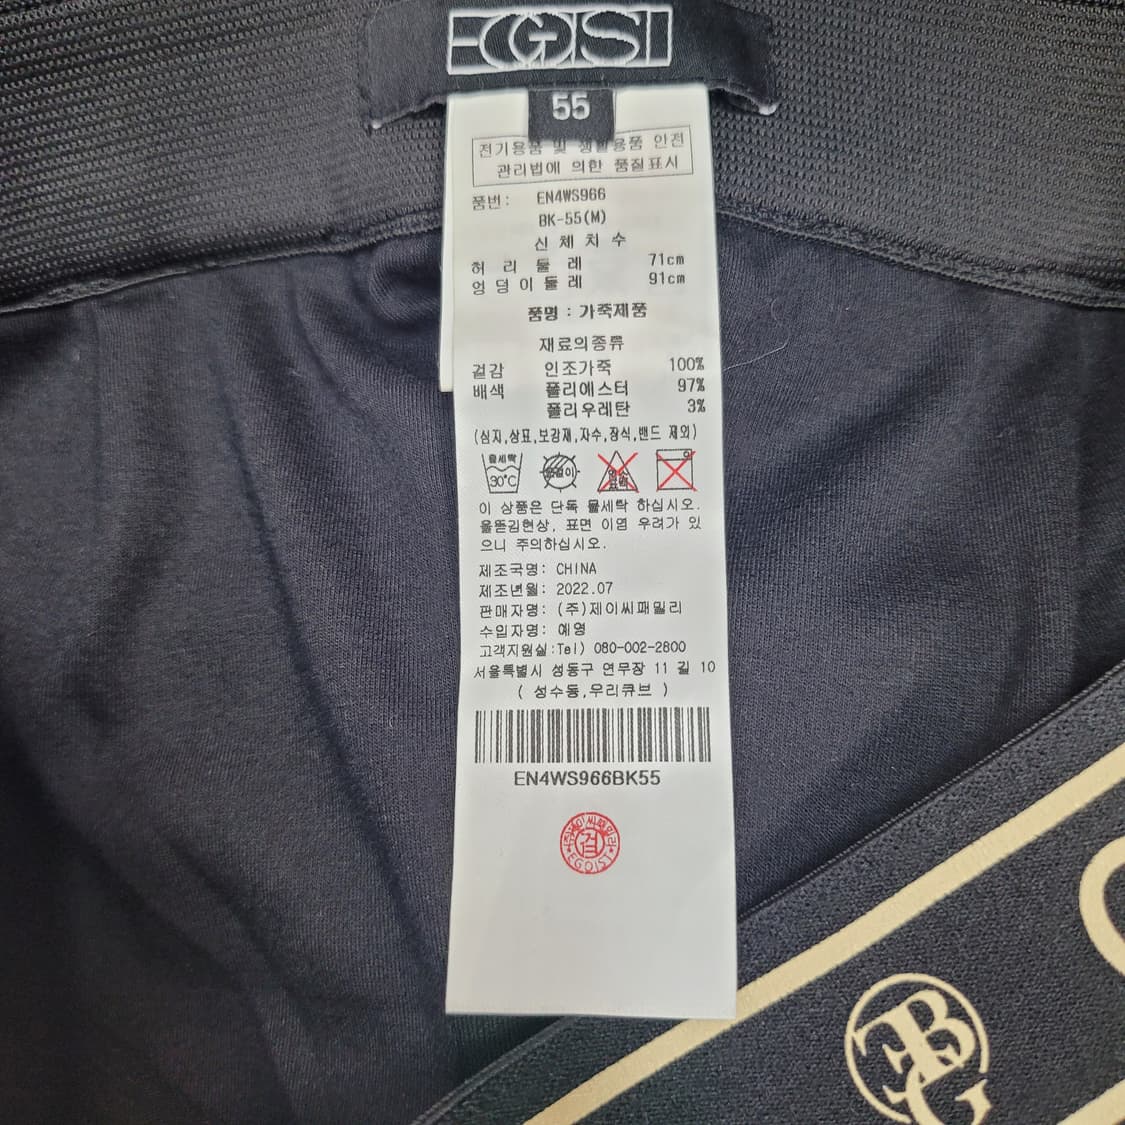 EGOIST
55
전기용품 및 생활용품 안전
관리법에 의한 품질표시
품번: EN4WS966
BK-55(M)
신체치수
허리둘레 71cm
엉덩이둘레 91cm
품명 : 가죽제품
재료의종류
겉감 인조가죽 100%
배색 폴리에스터 97%
폴리우레탄 3%
(심지,상표,보강재,자수,장식,밴드 제외)
물세탁
30°C
이 상품은 단독 물세탁 하십시오.
올뜯김현상, 표면 이염 우려가 있
으니 주의하십시오.
제조국명: CHINA
제조년월: 2022.07
판매자명: (주)제이씨패밀리
수입자명: 예영
고객지원실:Tel) 080-002-2800
서울특별시 성동구 연무장 11 길 10
( 성수동,우리큐브 )
EN4WS966BK55
(주)제이씨패밀리
검
EGOIST